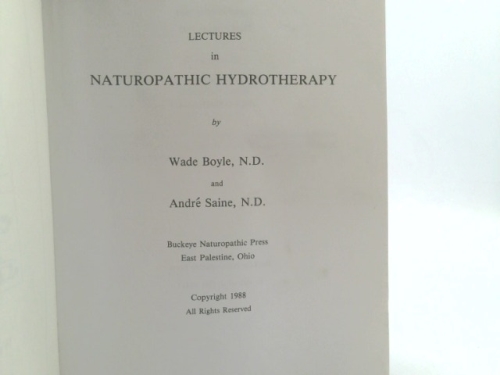 LECTURES
in
NATUROPATHIC HYDROTHERAPY
by
Wade Boyle, N.D.
and
André Saine, N.D.
Buckeye Naturopathic Press
East Palestine, Ohio
Copyright 1988
All Rights Reserved